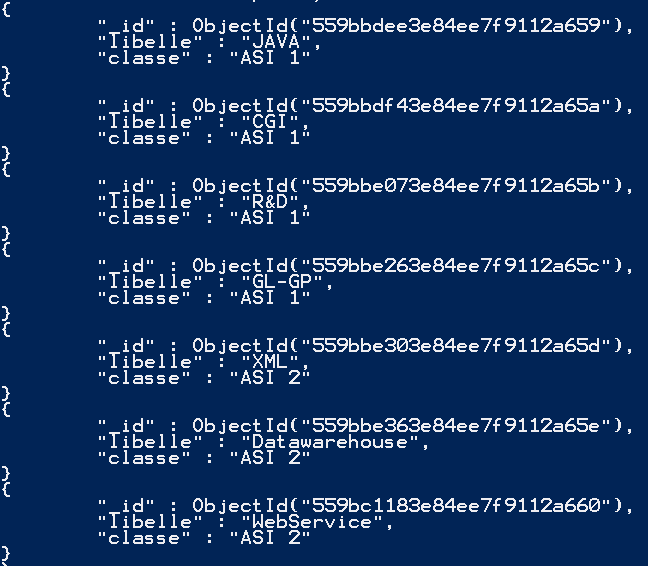 {
"_id" : ObjectId("559bbdee3e84ee7f9112a659"),
"libelle" : "JAVA",
"classe" : "ASI 1"
}
{
"_id" : ObjectId("559bbdf43e84ee7f9112a65a"),
"libelle" : "CGI",
"classe" : "ASI 1"
}
{
"_id" : ObjectId("559bbe073e84ee7f9112a65b"),
"libelle" : "R&D",
"classe" : "ASI 1"
}
{
"_id" : ObjectId("559bbe263e84ee7f9112a65c"),
"libelle" : "GL-GP",
"classe" : "ASI 1"
}
{
"_id" : ObjectId("559bbe303e84ee7f9112a65d"),
"libelle" : "XML",
"classe" : "ASI 2"
}
{
"_id" : ObjectId("559bbe363e84ee7f9112a65e"),
"libelle" : "Datawarehouse",
"classe" : "ASI 2"
}
{
"_id" : ObjectId("559bc1183e84ee7f9112a660"),
"libelle" : "WebService",
"classe" : "ASI 2"
}